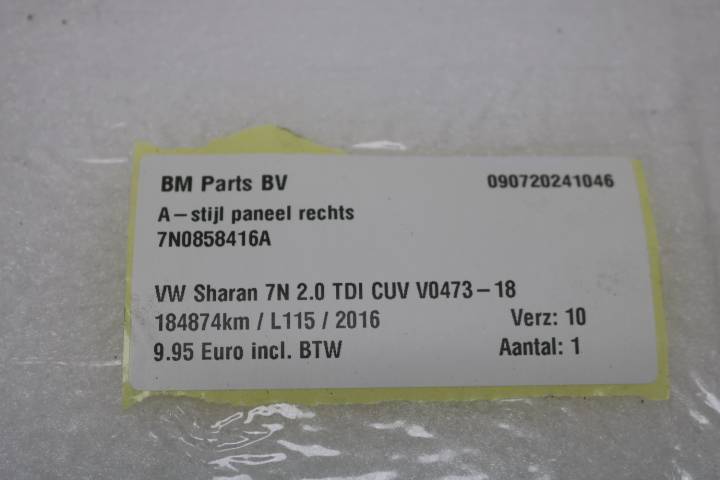 BM Parts BV 090720241046
A-stijl paneel rechts
7N0858416A
VW Sharan 7N 2.0 TDI CUV V0473-18
184874km / L115 / 2016 Verz: 10
9.95 Euro incl. BTW Aantal: 1